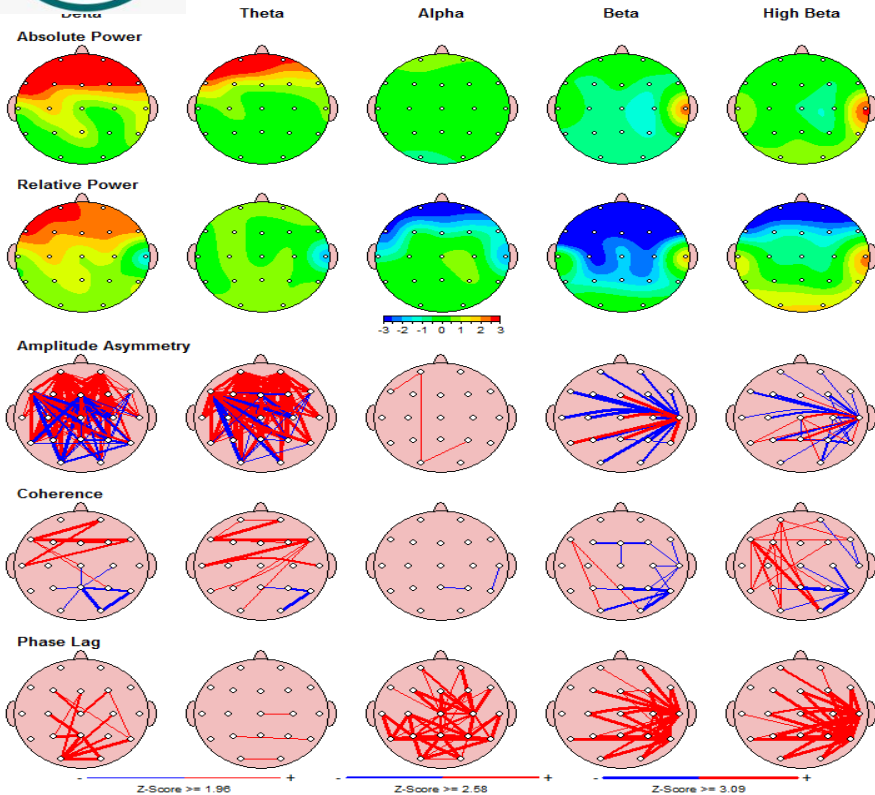 Delta Theta Alpha Beta High Beta
Absolute Power
Relative Power
-3 -2 -1 0 1 2 3
Amplitude Asymmetry
Coherence
Phase Lag
- + - + - +
Z-Score >= 1.96 Z-Score >= 2.58 Z-Score >= 3.09